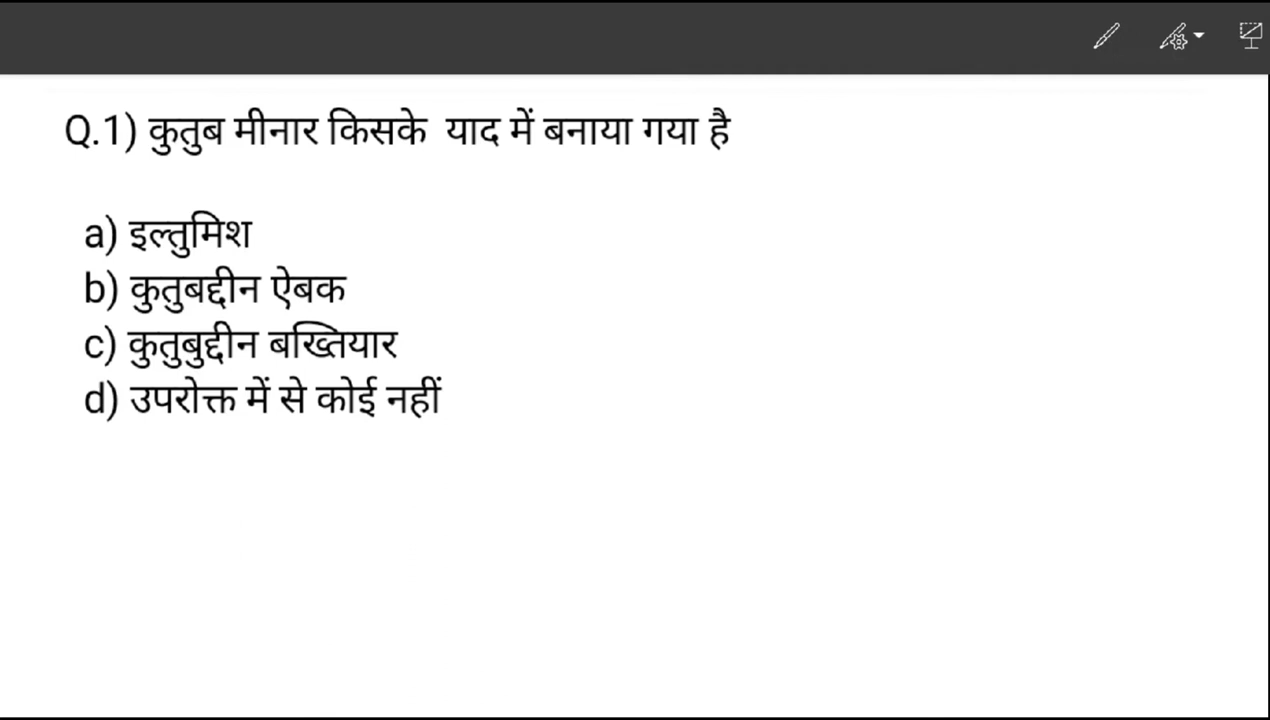 Q.1) कुतुब मीनार किसके याद में बनाया गया है
a) इल्तुमिश
b) कुतुबद्दीन ऐबक
c) कुतुबुद्दीन बख्तियार
d) उपरोक्त में से कोई नहीं